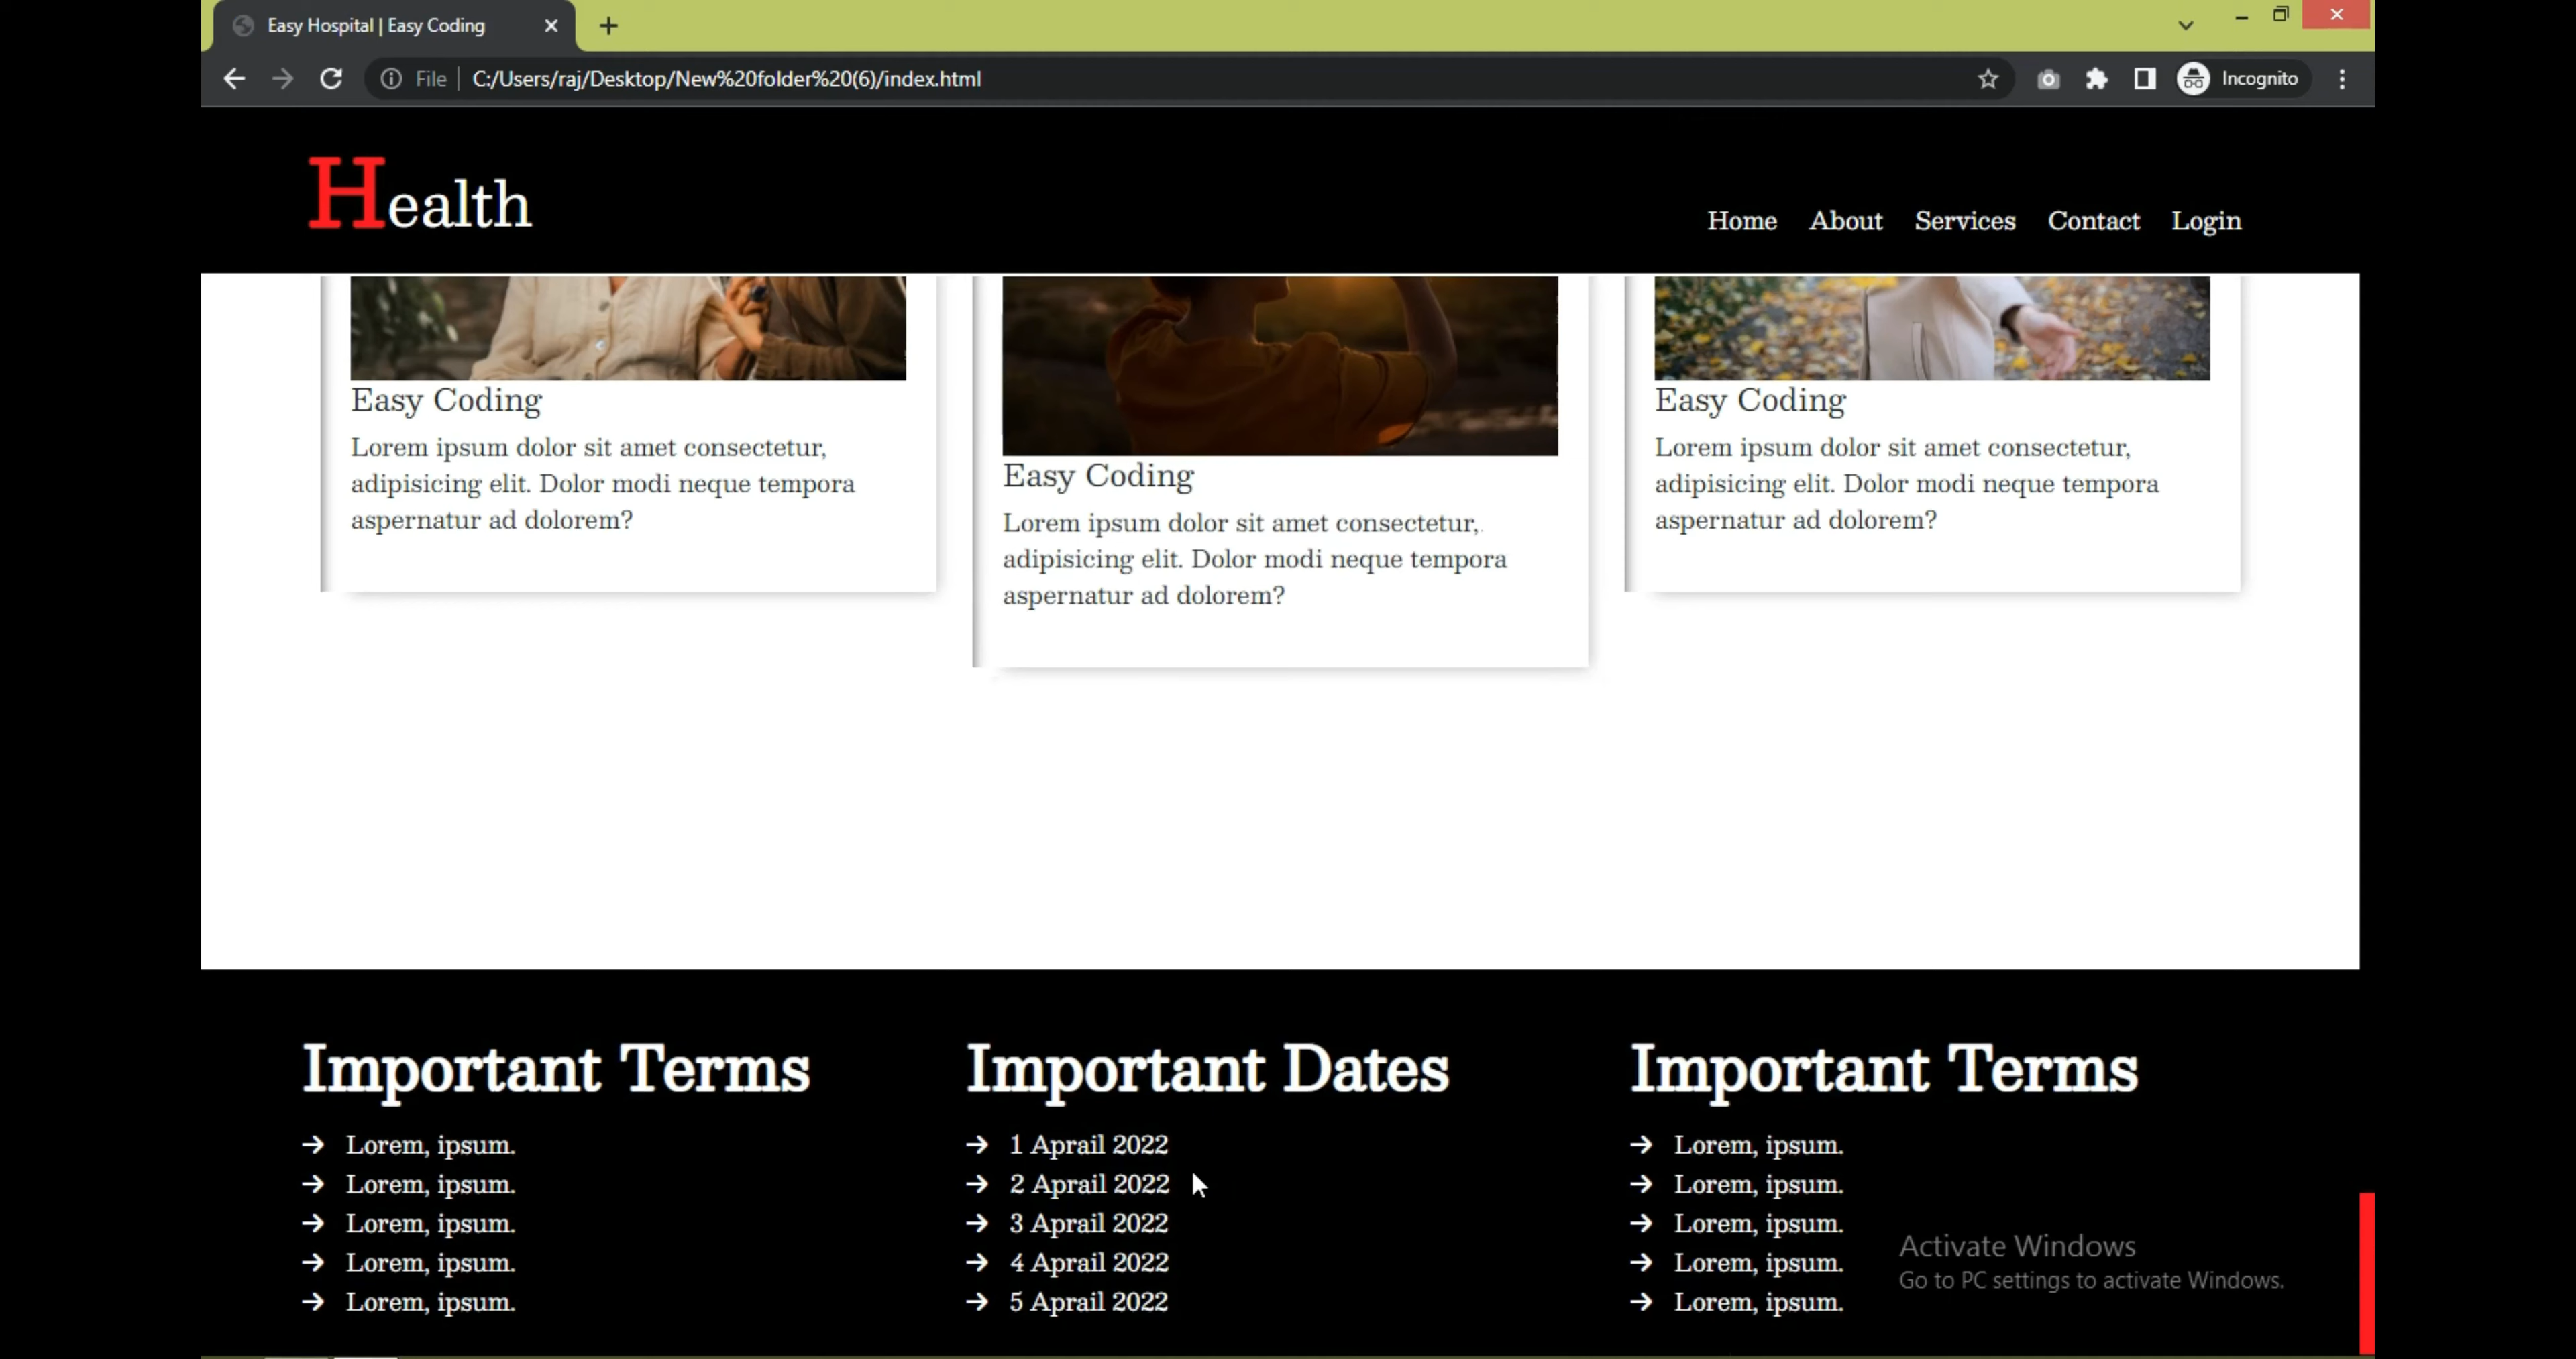 Easy Hospital | Easy Coding
File C:/Users/raj/Desktop/New%20folder%20(6)/index.html
Incognito
Health
Home About Services Contact Login
Easy Coding
Lorem ipsum dolor sit amet consectetur,
adipisicing elit. Dolor modi neque tempora
aspernatur ad dolorem?
Easy Coding
Lorem ipsum dolor sit amet consectetur,
adipisicing elit. Dolor modi neque tempora
aspernatur ad dolorem?
Easy Coding
Lorem ipsum dolor sit amet consectetur,
adipisicing elit. Dolor modi neque tempora
aspernatur ad dolorem?
Important Terms
Lorem, ipsum.
Lorem, ipsum.
Lorem, ipsum.
Lorem, ipsum.
Lorem, ipsum.
Important Dates
1 Aprail 2022
2 Aprail 2022
3 Aprail 2022
4 Aprail 2022
5 Aprail 2022
Important Terms
Lorem, ipsum.
Lorem, ipsum.
Lorem, ipsum.
Lorem, ipsum.
Lorem, ipsum.
Activate Windows
Go to PC settings to activate Windows.